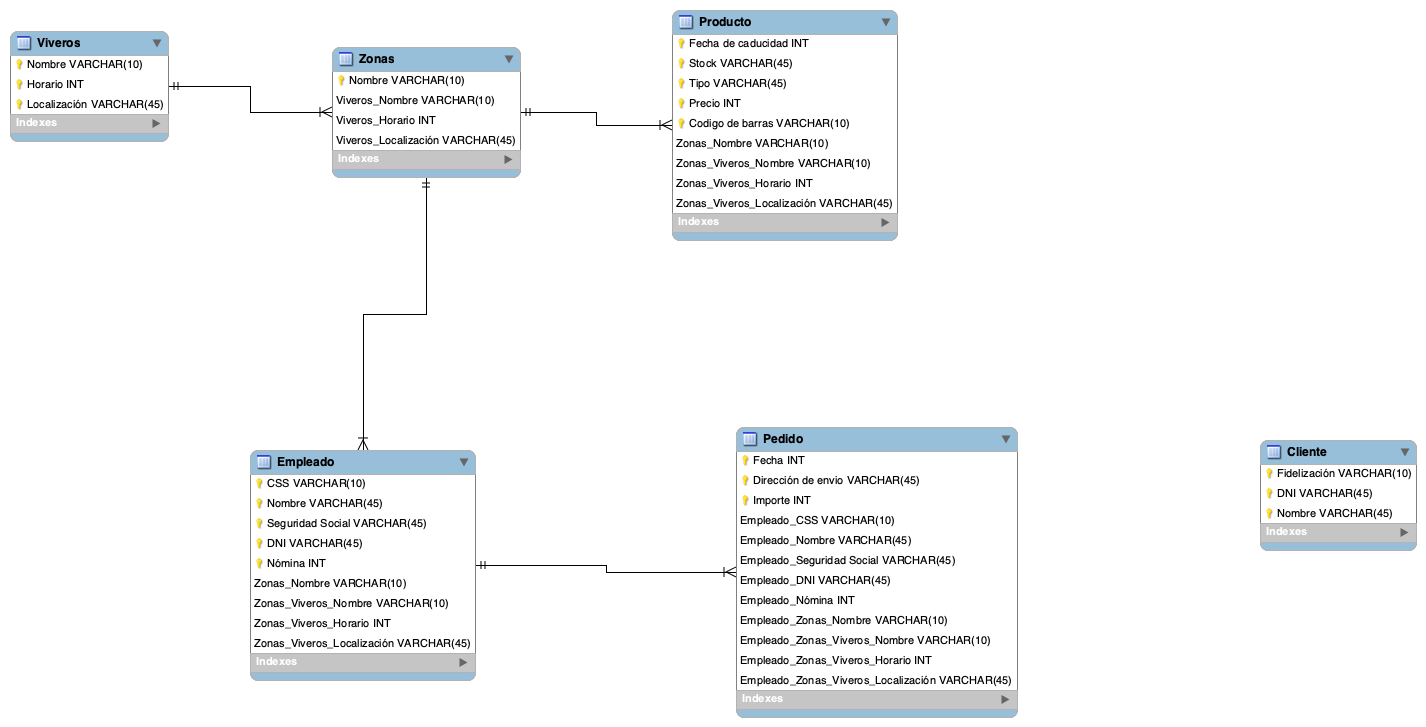 Viveros
Nombre VARCHAR(10)
Horario INT
Localización VARCHAR(45)
Indexes
Zonas
Nombre VARCHAR(10)
Viveros_Nombre VARCHAR(10)
Viveros_Horario INT
Viveros_Localización VARCHAR(45)
Indexes
Producto
Fecha de caducidad INT
Stock VARCHAR(45)
Tipo VARCHAR(45)
Precio INT
Codigo de barras VARCHAR(10)
Zonas_Nombre VARCHAR(10)
Zonas_Viveros_Nombre VARCHAR(10)
Zonas_Viveros_Horario INT
Zonas_Viveros_Localización VARCHAR(45)
Indexes
Empleado
CSS VARCHAR(10)
Nombre VARCHAR(45)
Seguridad Social VARCHAR(45)
DNI VARCHAR(45)
Nómina INT
Zonas_Nombre VARCHAR(10)
Zonas_Viveros_Nombre VARCHAR(10)
Zonas_Viveros_Horario INT
Zonas_Viveros_Localización VARCHAR(45)
Indexes
Pedido
Fecha INT
Dirección de envio VARCHAR(45)
Importe INT
Empleado_CSS VARCHAR(10)
Empleado_Nombre VARCHAR(45)
Empleado_Seguridad Social VARCHAR(45)
Empleado_DNI VARCHAR(45)
Empleado_Nómina INT
Empleado_Zonas_Nombre VARCHAR(10)
Empleado_Zonas_Viveros_Nombre VARCHAR(10)
Empleado_Zonas_Viveros_Horario INT
Empleado_Zonas_Viveros_Localización VARCHAR(45)
Indexes
Cliente
Fidelización VARCHAR(10)
DNI VARCHAR(45)
Nombre VARCHAR(45)
Indexes